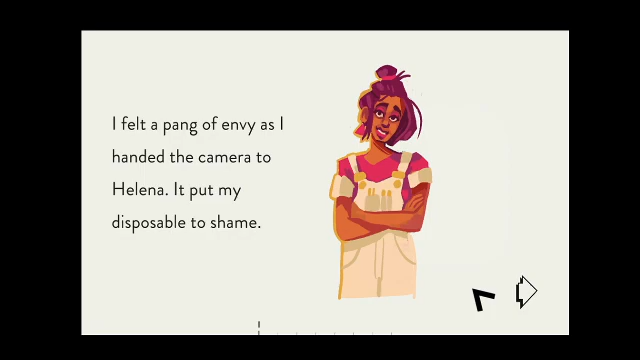 I felt a pang of envy as I
handed the camera to
Helena. It put my
disposable to shame.